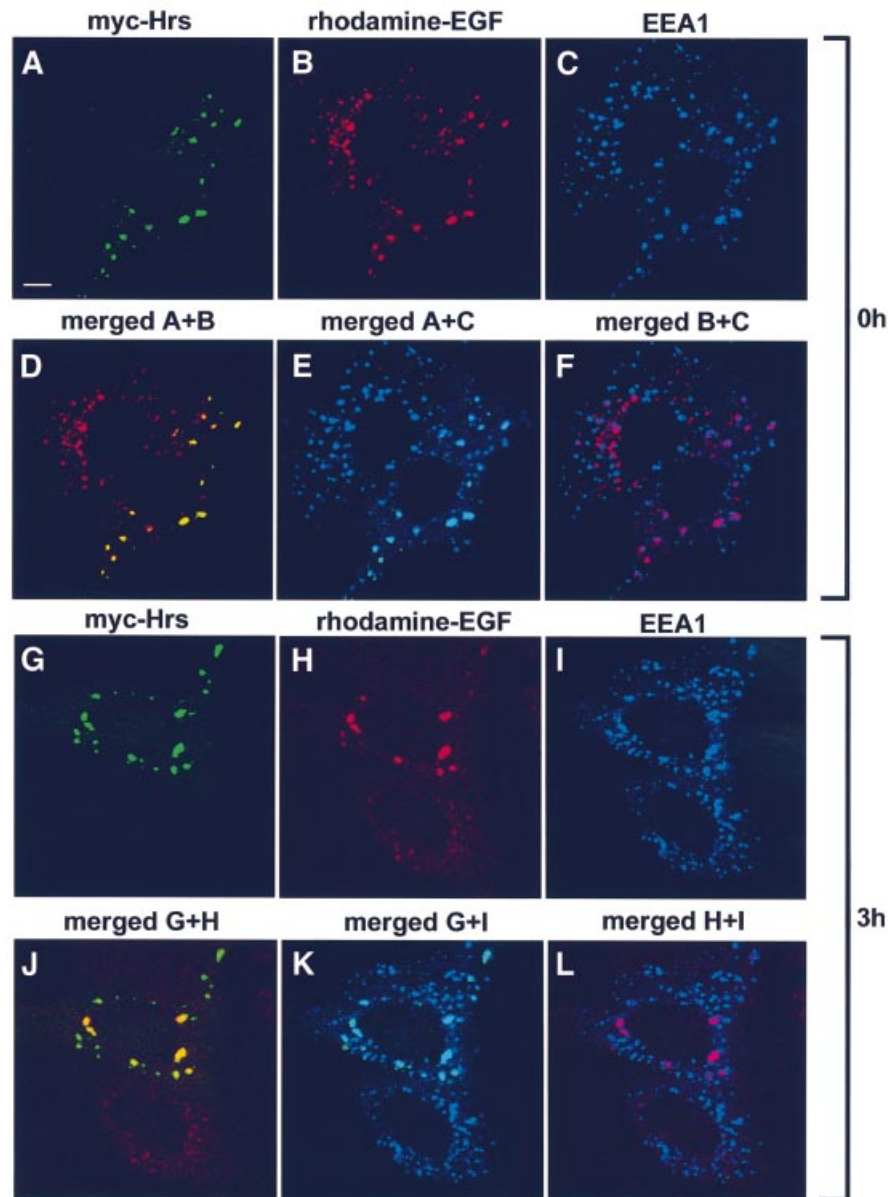 myc-Hrs rhodamine-EGF EEA1
A B C
merged A+B merged A+C merged B+C
0h
D E F
myc-Hrs rhodamine-EGF EEA1
G H I
merged G+H merged G+I merged H+I
3h
J K L